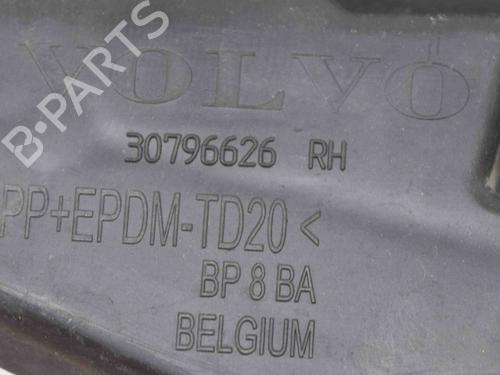 VOLVO
30796626 RH
PP+EPDM-TD20<
BP 8 BA
BELGIUM
B-PARTS